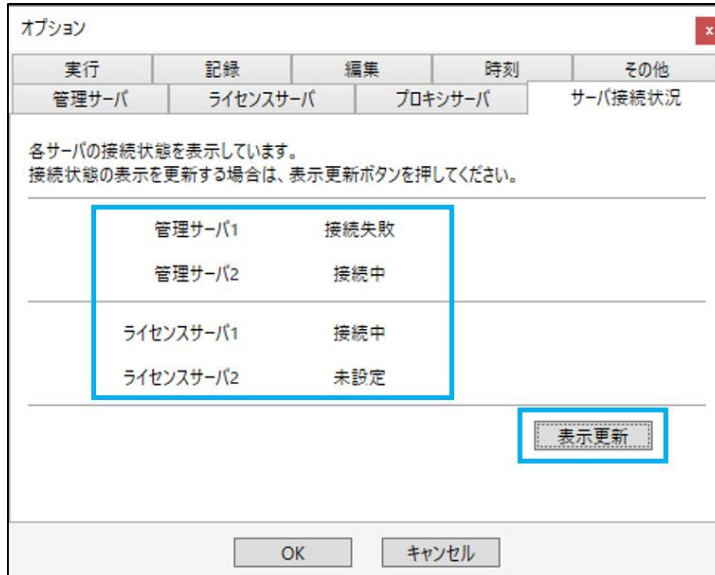 オプション
x
実行 記録 編集 時刻 その他
管理サーバ ライセンスサーバ プロキシサーバ サーバ接続状況
各サーバの接続状態を表示しています。
接続状態の表示を更新する場合は、表示更新ボタンを押してください。
管理サーバ1 接続失敗
管理サーバ2 接続中
ライセンスサーバ1 接続中
ライセンスサーバ2 未設定
表示更新
OK キャンセル